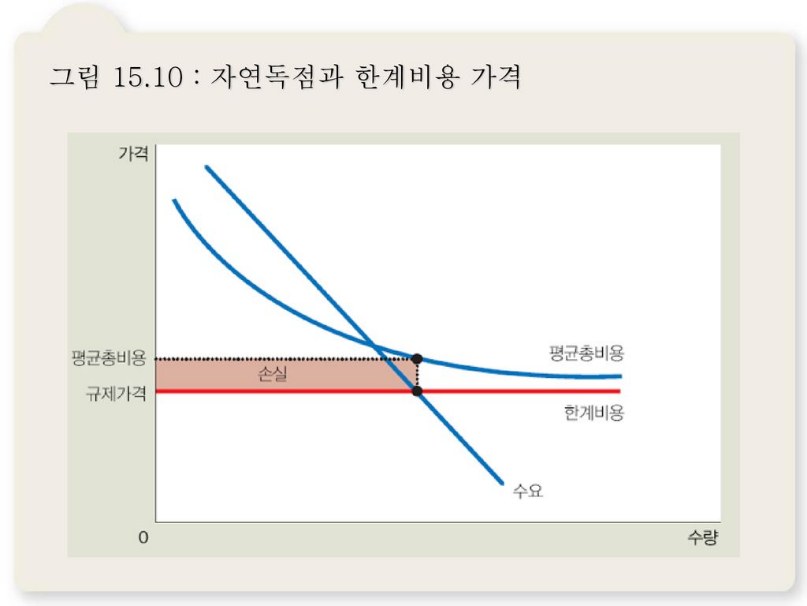 그림 15.10 : 자연독점과 한계비용 가격
가격
평균총비용
평균총비용
손실
규제가격
한계비용
수요
0
수량